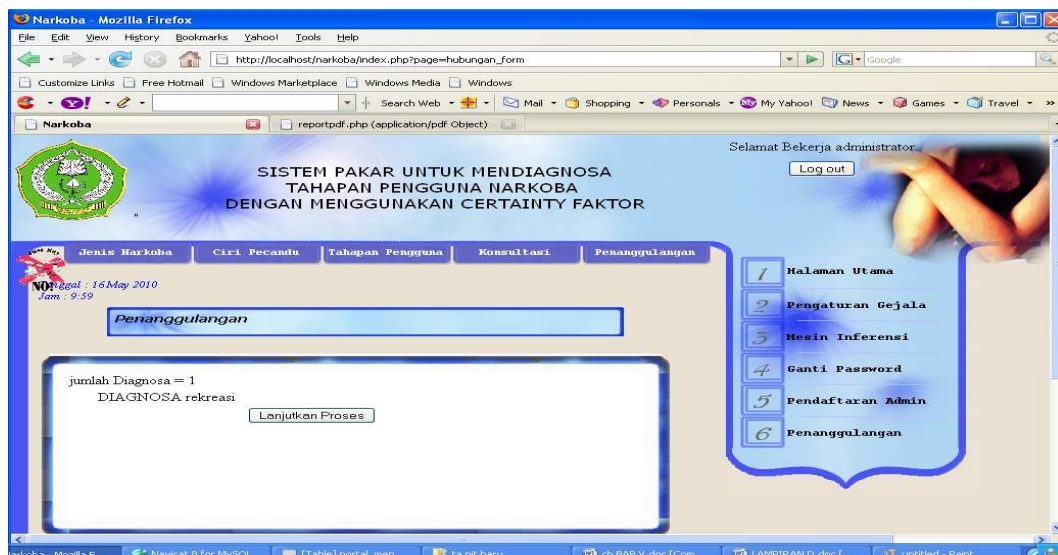 Narkoba - Mozilla Firefox
File Edit View History Bookmarks Yahoo! Tools Help
http://localhost/narkoba/index.php?page=hubungan_form
Google
Customize Links Free Hotmail Windows Marketplace Windows Media Windows
Search Web Mail Shopping Personals My Yahoo! News Games Travel
Narkoba reportpdf.php (application/pdf Object)
Selamat Bekerja administrator
Log out
SISTEM PAKAR UNTUK MENDIAGNOSA
TAHAPAN PENGGUNA NARKOBA
DENGAN MENGGUNAKAN CERTAINTY FAKTOR
Jenis Narkoba Ciri Pecandu Tahapan Pengguna Konsultasi Penanggulangan
NO!
: 16 May 2010
Jam : 9:59
Penanggulangan
jumlah Diagnosa = 1
DIAGNOSA rekreasi
Lanjutkan Proses
1 Halaman Utama
2 Pengaturan Gejala
3 Mesin Inferensi
4 Ganti Password
5 Pendaftaran Admin
6 Penanggulangan
Navicat 8 for MySQL [Table] portal_men ta pit baru cb BAB V.doc [Com LAMPIRAN D.doc [ untitled - Paint